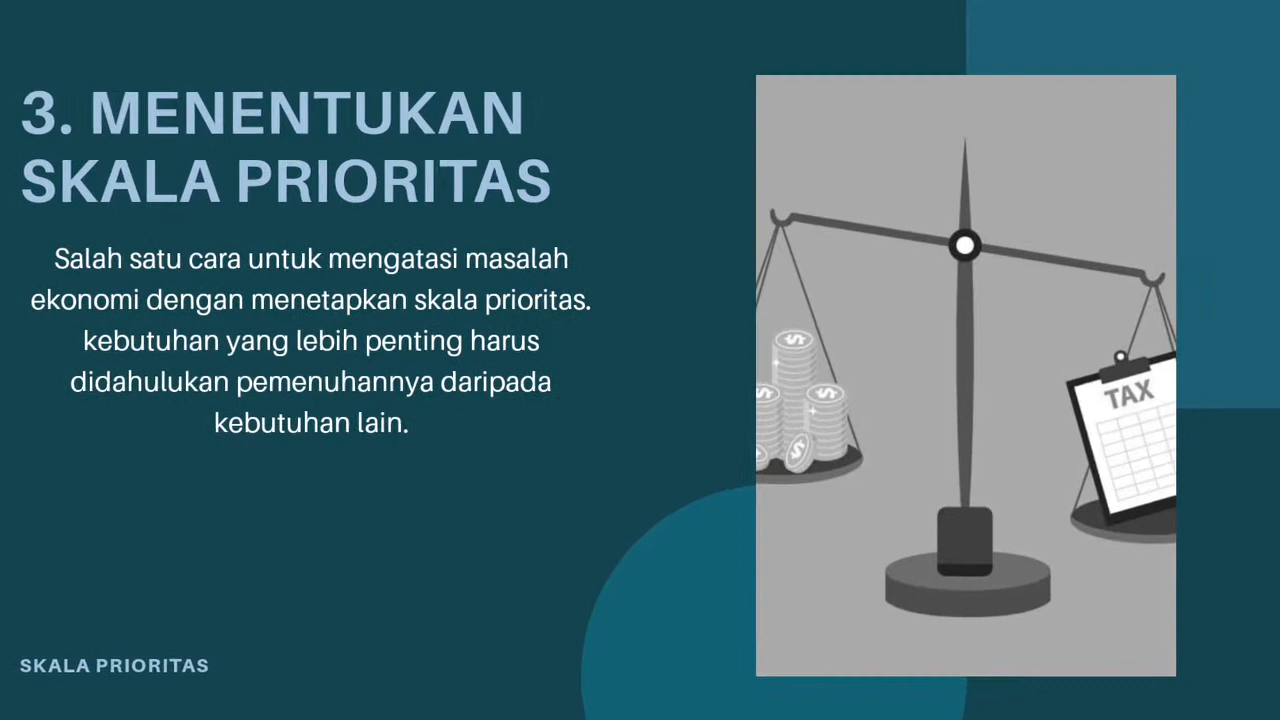 3. MENENTUKAN
SKALA PRIORITAS
Salah satu cara untuk mengatasi masalah
ekonomi dengan menetapkan skala prioritas.
kebutuhan yang lebih penting harus
didahulukan pemenuhannya daripada
kebutuhan lain.
TAX
SKALA PRIORITAS